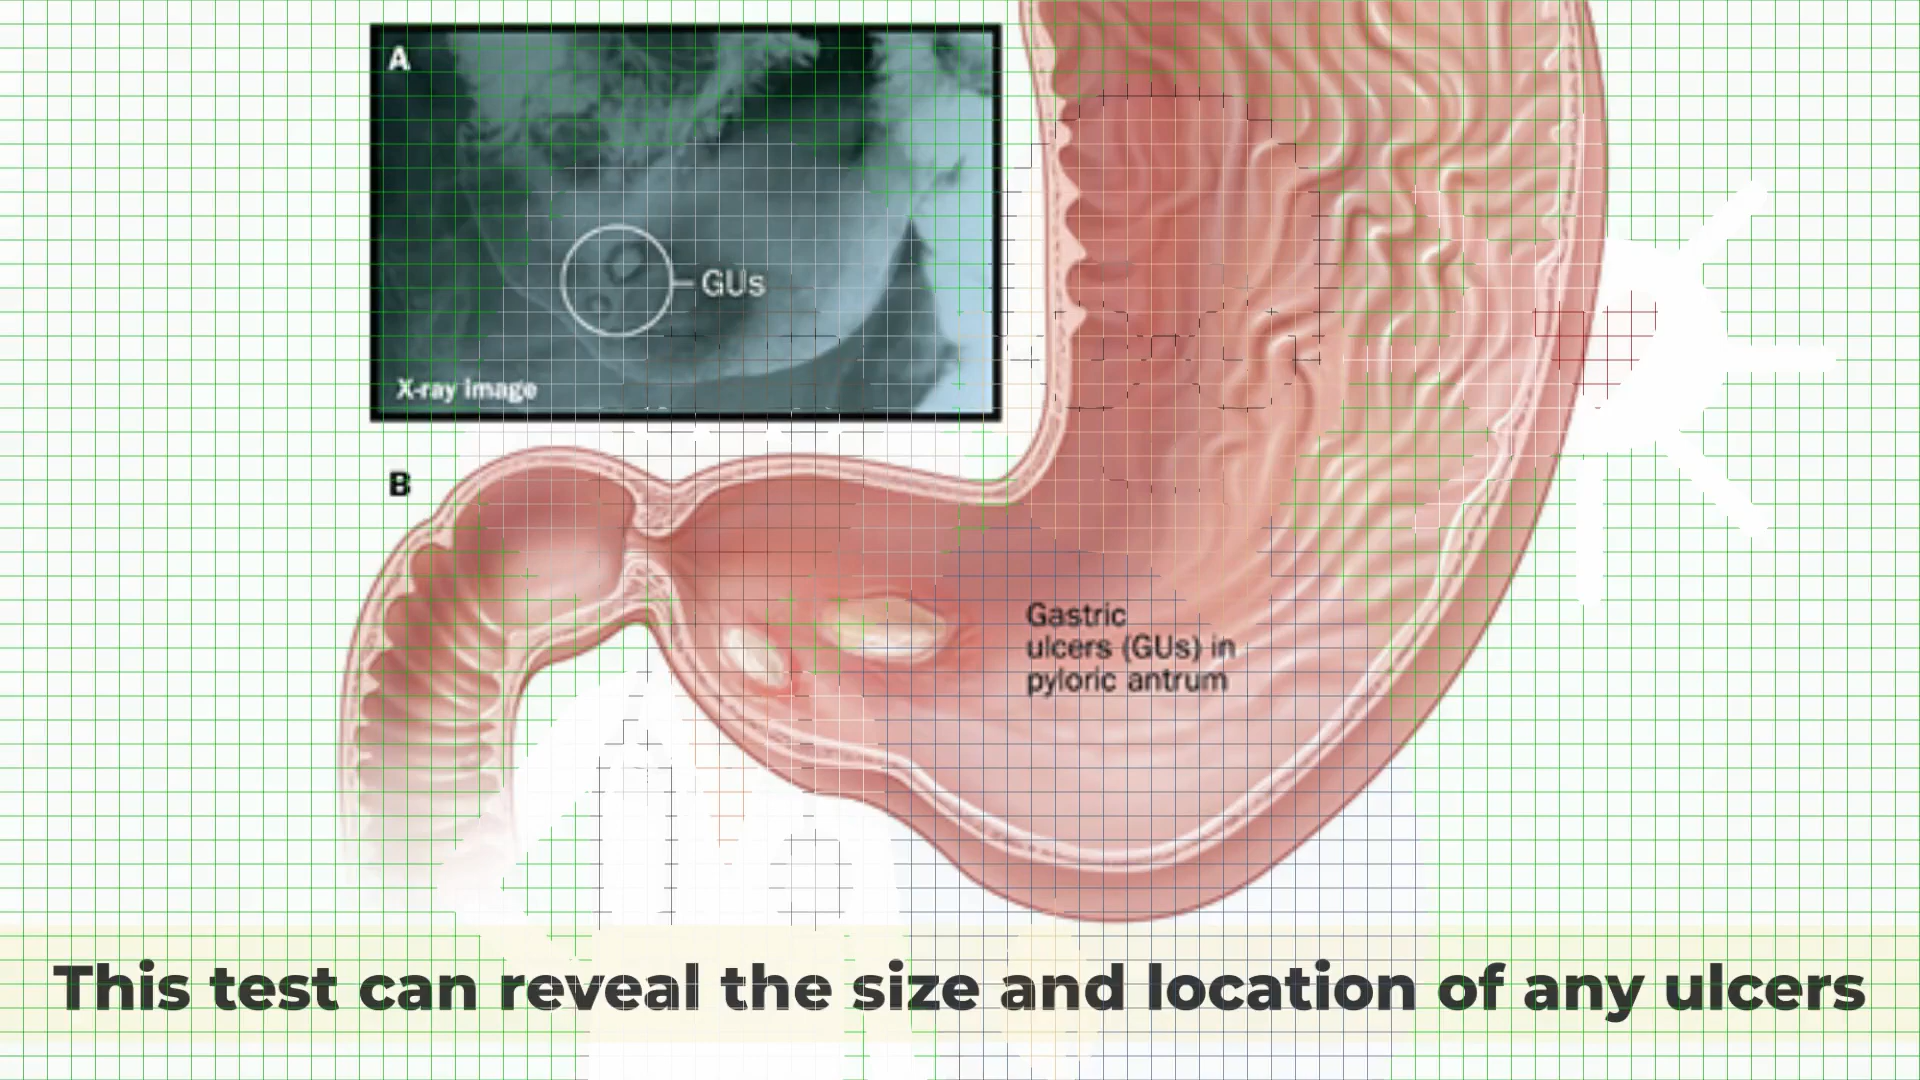 A
GUs
X-ray image
B
Gastric
ulcers (GUs) in
pyloric antrum
This test can reveal the size and location of any ulcers